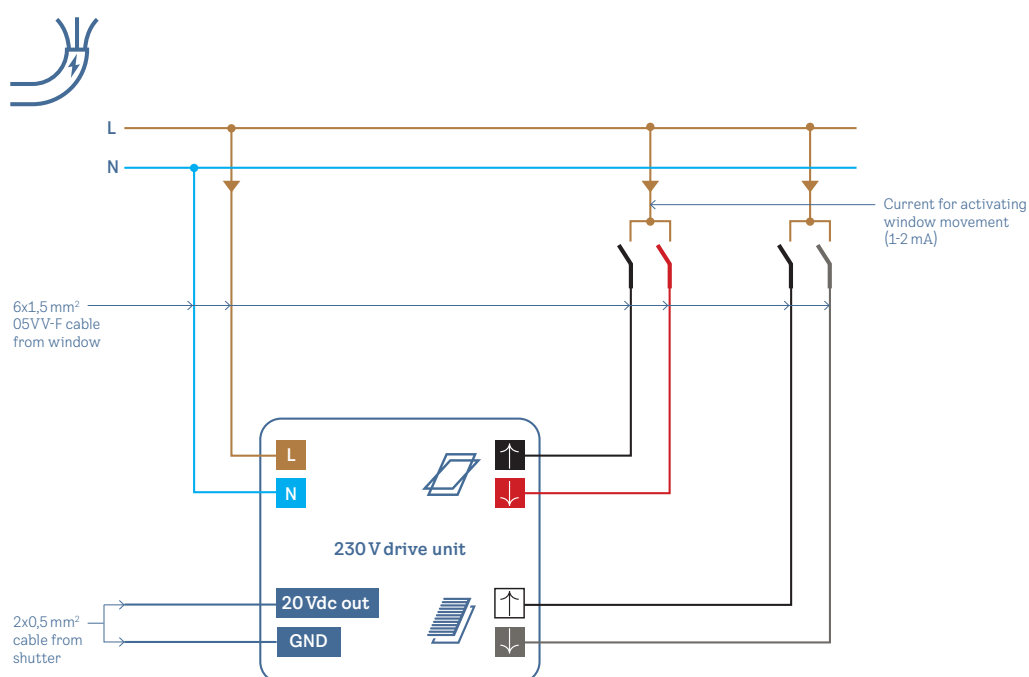 L
N
Current for activating
window movement
(1-2 mA)
6x1,5 mm²
05VV-F cable
from window
L
N
230 V drive unit
20 Vdc out
GND
2x0,5 mm²
cable from
shutter